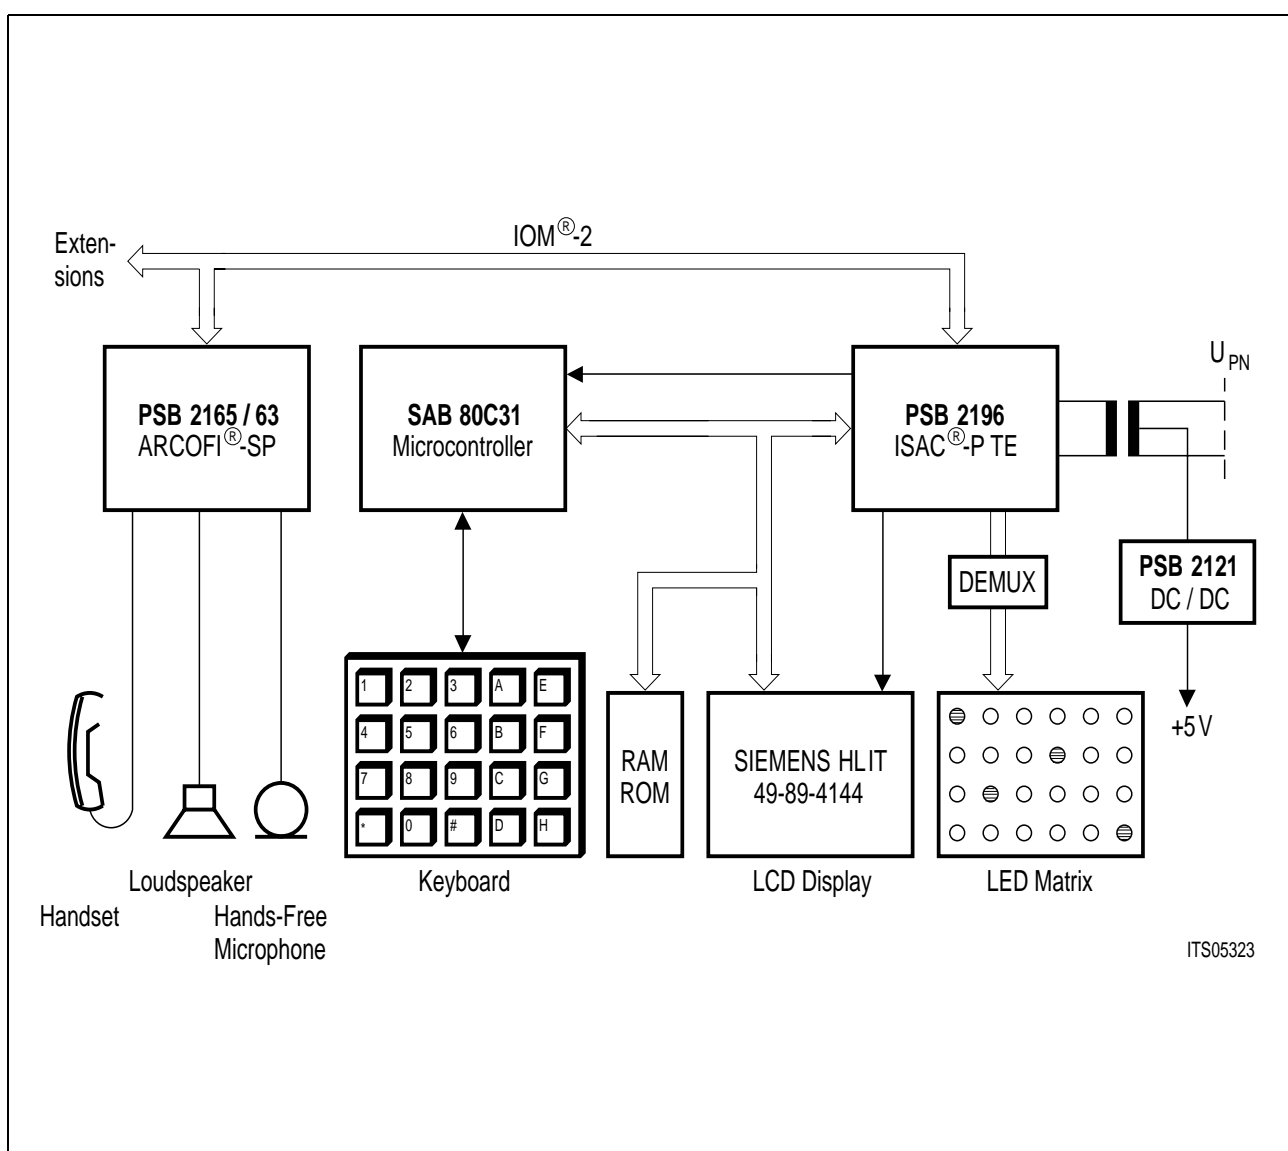 IOM®-2
Exten-
sions
U PN
PSB 2165 / 63
ARCOFI®-SP
SAB 80C31
Microcontroller
PSB 2196
ISAC®-P TE
DEMUX
PSB 2121
DC / DC
+5 V
1 2 3 A E
4 5 6 B F
7 8 9 C G
* 0 # D H
RAM
ROM
SIEMENS HLIT
49-89-4144
Loudspeaker
Handset
Hands-Free
Microphone
Keyboard
LCD Display
LED Matrix
ITS05323